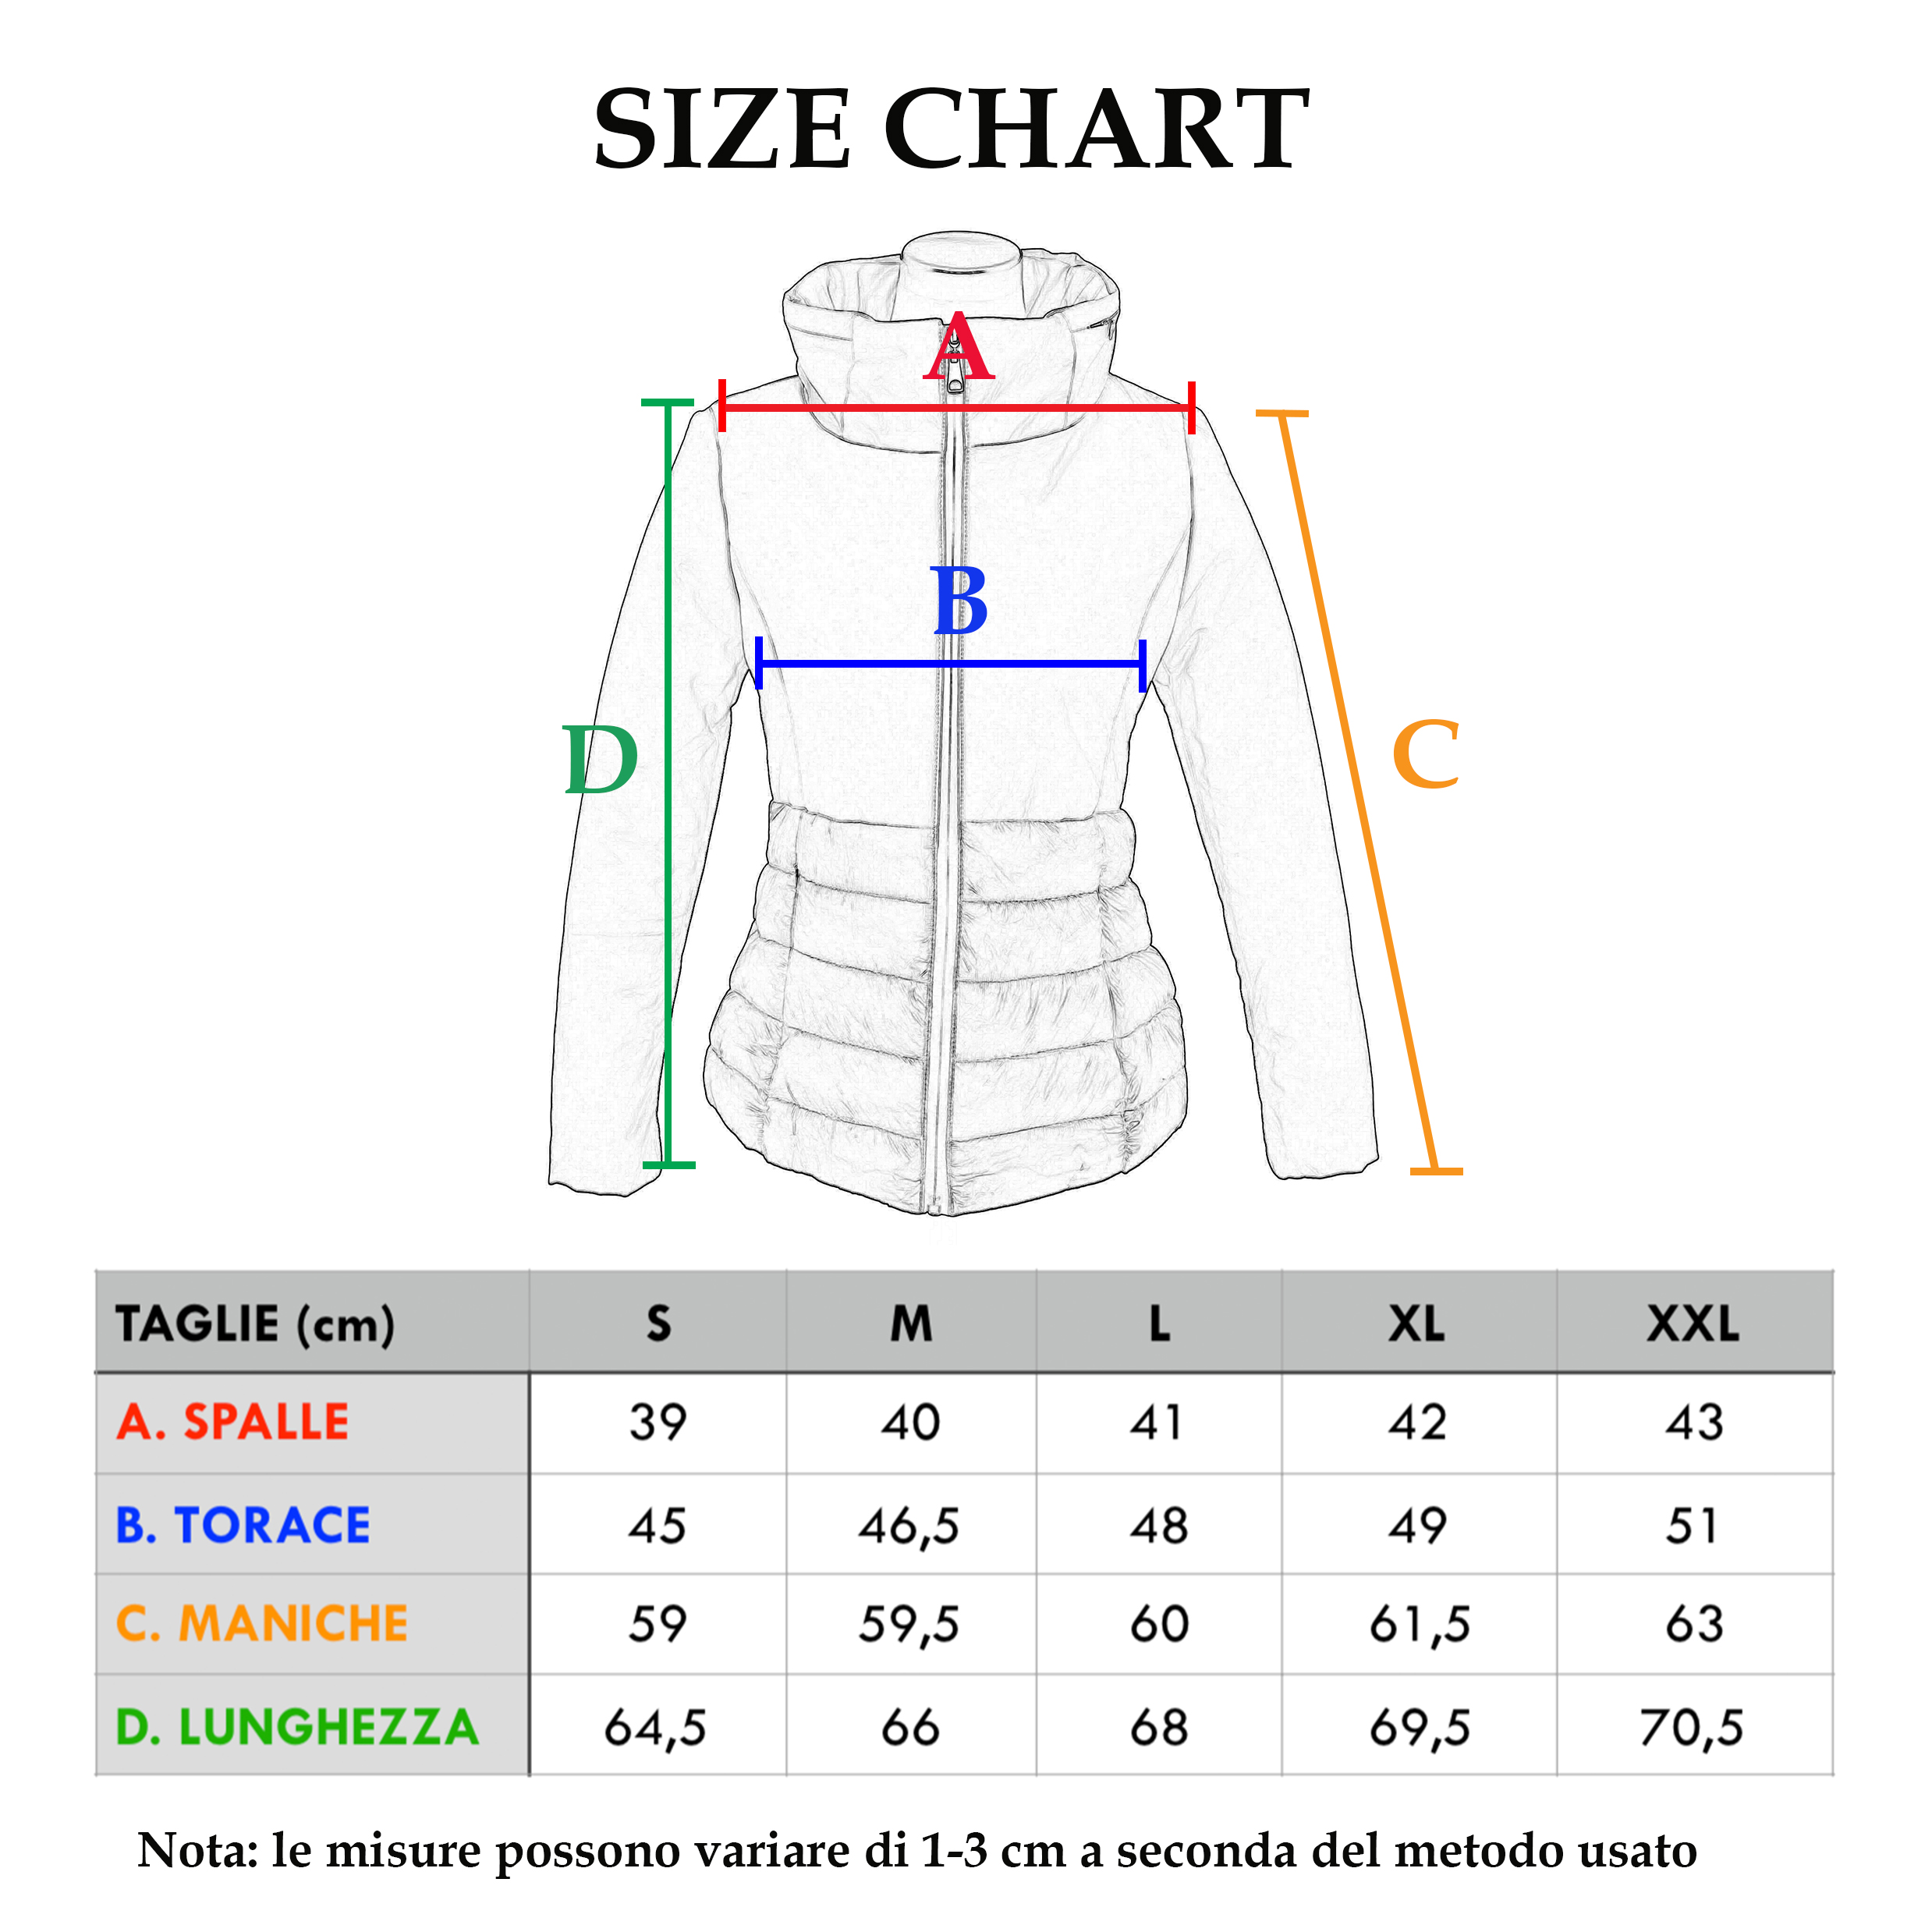 SIZE CHART
A
B
D
C
TAGLIE (cm) S M L XL XXL
A. SPALLE 39 40 41 42 43
B. TORACE 45 46,5 48 49 51
C. MANICHE 59 59,5 60 61,5 63
D. LUNGHEZZA 64,5 66 68 69,5 70,5
Nota: le misure possono variare di 1-3 cm a seconda del metodo usato